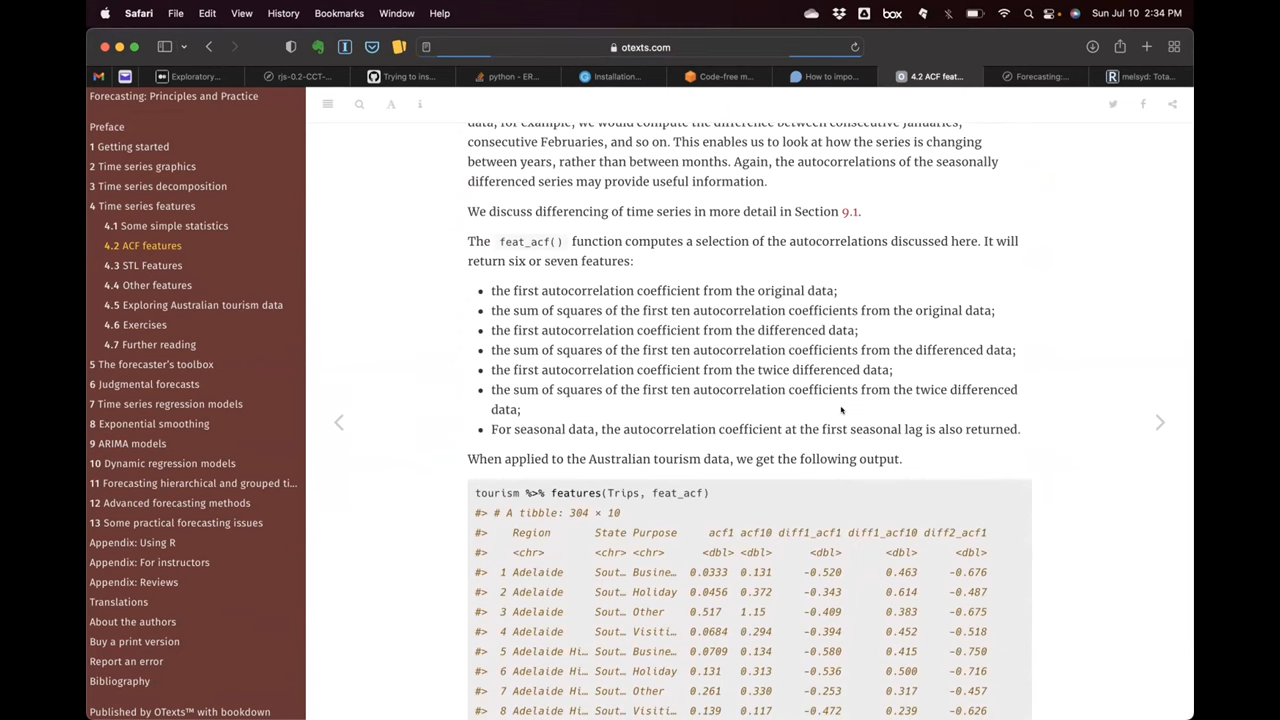 Safari File Edit View History Bookmarks Window Help box Sun Jul 10 2:34 PM
otexts.com
Exploratory... rjs-0.2-CCT-... Trying to ins... python - ER... Installation... Code-free m... How to impo... 4.2 ACF feat... Forecasting:... melsyd: Tota...
Forecasting: Principles and Practice
Preface
1 Getting started
2 Time series graphics
3 Time series decomposition
4 Time series features
4.1 Some simple statistics
4.2 ACF features
4.3 STL Features
4.4 Other features
4.5 Exploring Australian tourism data
4.6 Exercises
4.7 Further reading
5 The forecaster's toolbox
6 Judgmental forecasts
7 Time series regression models
8 Exponential smoothing
9 ARIMA models
10 Dynamic regression models
11 Forecasting hierarchical and grouped ti...
12 Advanced forecasting methods
13 Some practical forecasting issues
Appendix: Using R
Appendix: For instructors
Appendix: Reviews
Translations
About the authors
Buy a print version
Report an error
Bibliography
Published by OTexts™ with bookdown
data, for example, we would compute the difference between consecutive Januaries,
consecutive Februaries, and so on. This enables us to look at how the series is changing
between years, rather than between months. Again, the autocorrelations of the seasonally
differenced series may provide useful information.
We discuss differencing of time series in more detail in Section 9.1.
The feat_acf() function computes a selection of the autocorrelations discussed here. It will
return six or seven features:
• the first autocorrelation coefficient from the original data;
• the sum of squares of the first ten autocorrelation coefficients from the original data;
• the first autocorrelation coefficient from the differenced data;
• the sum of squares of the first ten autocorrelation coefficients from the differenced data;
• the first autocorrelation coefficient from the twice differenced data;
• the sum of squares of the first ten autocorrelation coefficients from the twice differenced
data;
• For seasonal data, the autocorrelation coefficient at the first seasonal lag is also returned.
When applied to the Australian tourism data, we get the following output.
tourism %>% features(Trips, feat_acf)
#> # A tibble: 304 × 10
#> Region State Purpose acf1 acf10 diff1_acf1 diff1_acf10 diff2_acf1
#> <chr> <chr> <chr> <dbl> <dbl> <dbl> <dbl> <dbl>
#> 1 Adelaide Sout… Busine… 0.0333 0.131 -0.520 0.463 -0.676
#> 2 Adelaide Sout… Holiday 0.0456 0.372 -0.343 0.614 -0.487
#> 3 Adelaide Sout… Other 0.517 1.15 -0.409 0.383 -0.675
#> 4 Adelaide Sout… Visiti… 0.0684 0.294 -0.394 0.452 -0.518
#> 5 Adelaide Hi… Sout… Busine… 0.0709 0.134 -0.580 0.415 -0.750
#> 6 Adelaide Hi… Sout… Holiday 0.131 0.313 -0.536 0.500 -0.716
#> 7 Adelaide Hi… Sout… Other 0.261 0.330 -0.253 0.317 -0.457
#> 8 Adelaide Hi… Sout… Visiti… 0.139 0.117 -0.472 0.239 -0.626